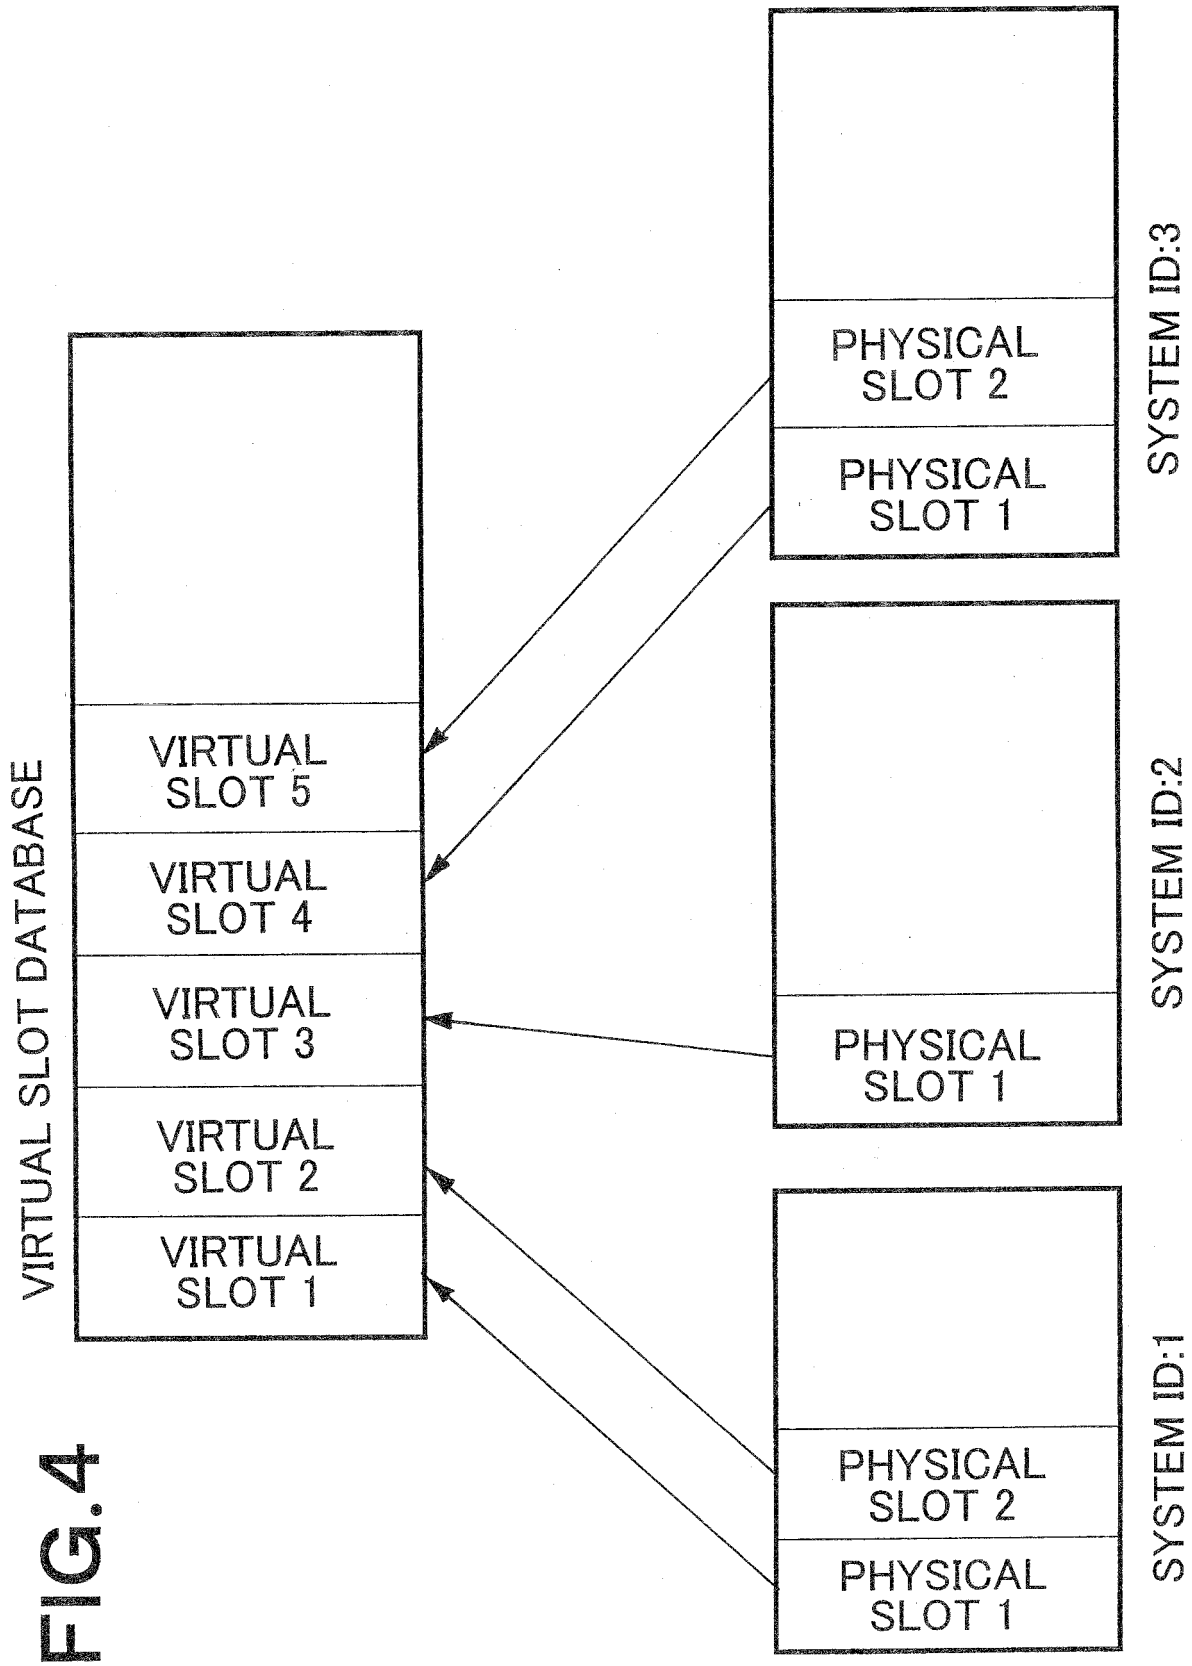 FIG.4
VIRTUAL SLOT DATABASE
VIRTUAL
SLOT 1
VIRTUAL
SLOT 2
VIRTUAL
SLOT 3
VIRTUAL
SLOT 4
VIRTUAL
SLOT 5
PHYSICAL
SLOT 1
PHYSICAL
SLOT 2
SYSTEM ID:1
PHYSICAL
SLOT 1
SYSTEM ID:2
PHYSICAL
SLOT 1
PHYSICAL
SLOT 2
SYSTEM ID:3